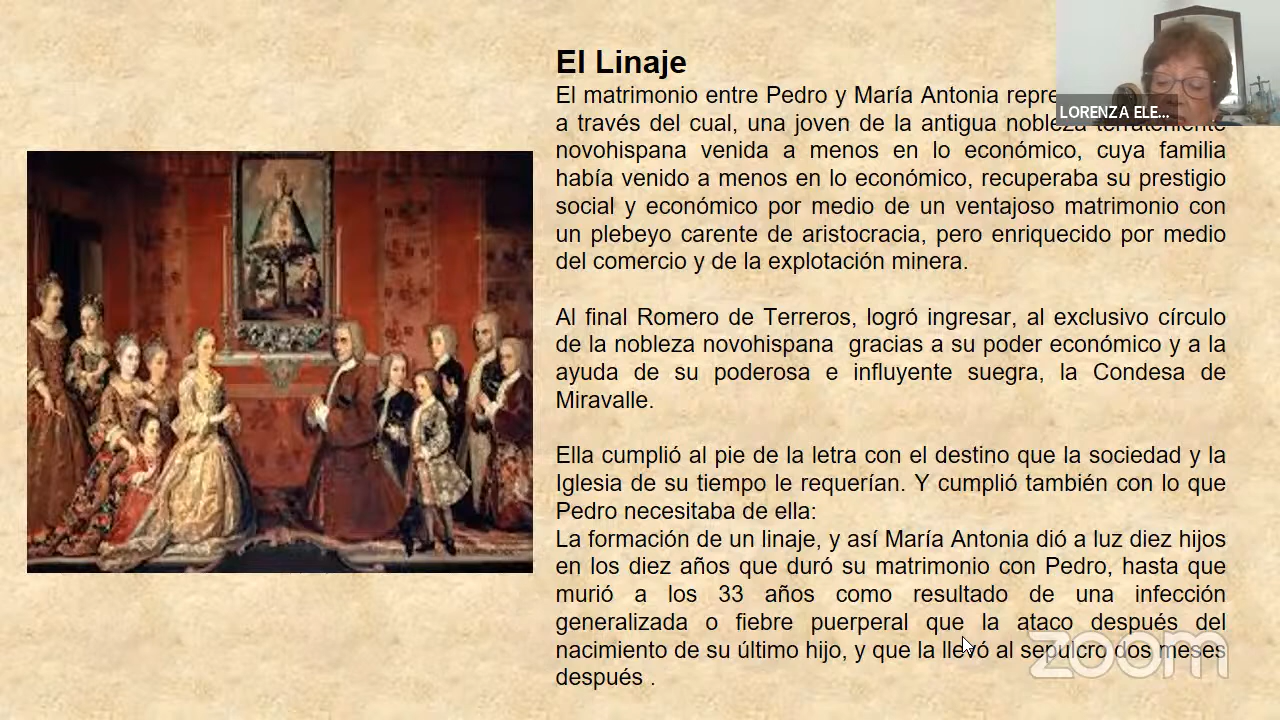 El Linaje
El matrimonio entre Pedro y María Antonia
a través del cual, una joven de la antigua nobleza terrateniente
novohispana venida a menos en lo económico, cuya familia
había venido a menos en lo económico, recuperaba su prestigio
social y económico por medio de un ventajoso matrimonio con
un plebeyo carente de aristocracia, pero enriquecido por medio
del comercio y de la explotación minera.
Al final Romero de Terreros, logró ingresar, al exclusivo círculo
de la nobleza novohispana gracias a su poder económico y a la
ayuda de su poderosa e influyente suegra, la Condesa de
Miravalle.
Ella cumplió al pie de la letra con el destino que la sociedad y la
Iglesia de su tiempo le requerían. Y cumplió también con lo que
Pedro necesitaba de ella:
La formación de un linaje, y así María Antonia dió a luz diez hijos
en los diez años que duró su matrimonio con Pedro, hasta que
murió a los 33 años como resultado de una infección
generalizada o fiebre puerperal que la ataco después del
nacimiento de su último hijo, y que la llevó al sepulcro dos meses
después .
LORENZA ELE...
zoom